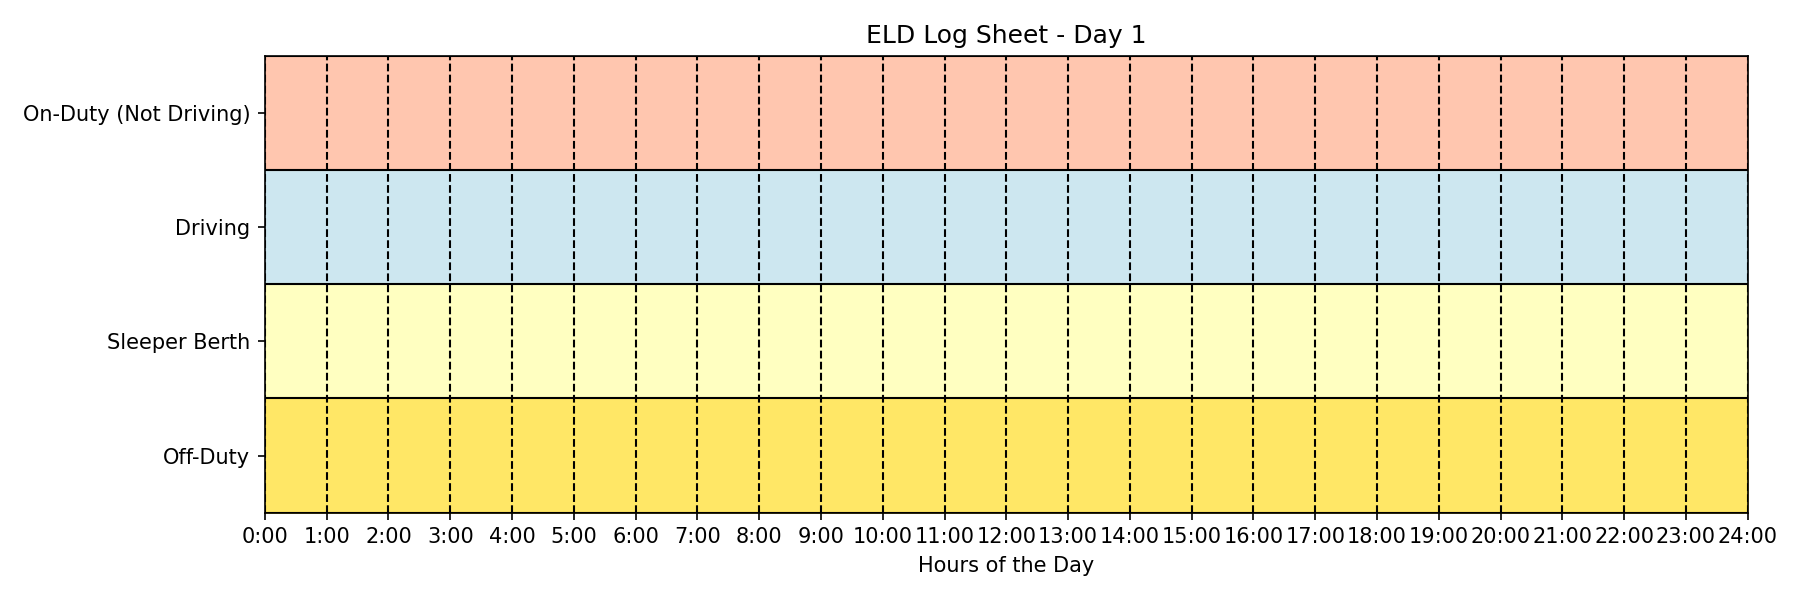 ELD Log Sheet - Day 1
On-Duty (Not Driving)
Driving
Sleeper Berth
Off-Duty
0:00 1:00 2:00 3:00 4:00 5:00 6:00 7:00 8:00 9:00 10:00 11:00 12:00 13:00 14:00 15:00 16:00 17:00 18:00 19:00 20:00 21:00 22:00 23:00 24:00
Hours of the Day